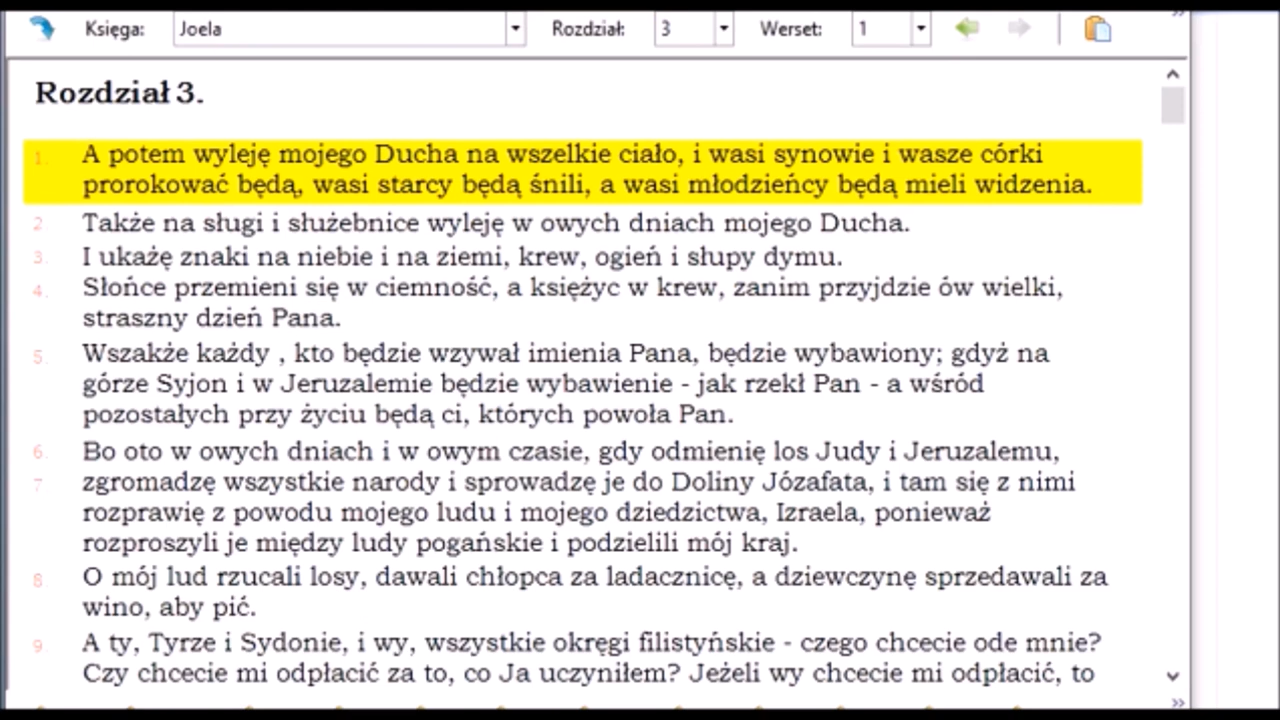 Księga: Joela Rozdział: 3 Werset: 1
Rozdział 3.
1. A potem wyleję mojego Ducha na wszelkie ciało, i wasi synowie i wasze córki
prorokować będą, wasi starcy będą śnili, a wasi młodzieńcy będą mieli widzenia.
2. Także na sługi i służebnice wyleję w owych dniach mojego Ducha.
3. I ukażę znaki na niebie i na ziemi, krew, ogień i słupy dymu.
4. Słońce przemieni się w ciemność, a księżyc w krew, zanim przyjdzie ów wielki,
straszny dzień Pana.
5. Wszakże każdy , kto będzie wzywał imienia Pana, będzie wybawiony; gdyż na
górze Syjon i w Jeruzalemie będzie wybawienie - jak rzekł Pan - a wśród
pozostałych przy życiu będą ci, których powoła Pan.
6. Bo oto w owych dniach i w owym czasie, gdy odmienię los Judy i Jeruzalemu,
7 zgromadzę wszystkie narody i sprowadzę je do Doliny Józafata, i tam się z nimi
rozprawię z powodu mojego ludu i mojego dziedzictwa, Izraela, ponieważ
rozproszyli je między ludy pogańskie i podzielili mój kraj.
8. O mój lud rzucali losy, dawali chłopca za ladacznicę, a dziewczynę sprzedawali za
wino, aby pić.
9. A ty, Tyrze i Sydonie, i wy, wszystkie okręgi filistyńskie - czego chcecie ode mnie?
Czy chcecie mi odpłacić za to, co Ja uczyniłem? Jeżeli wy chcecie mi odpłacić, to